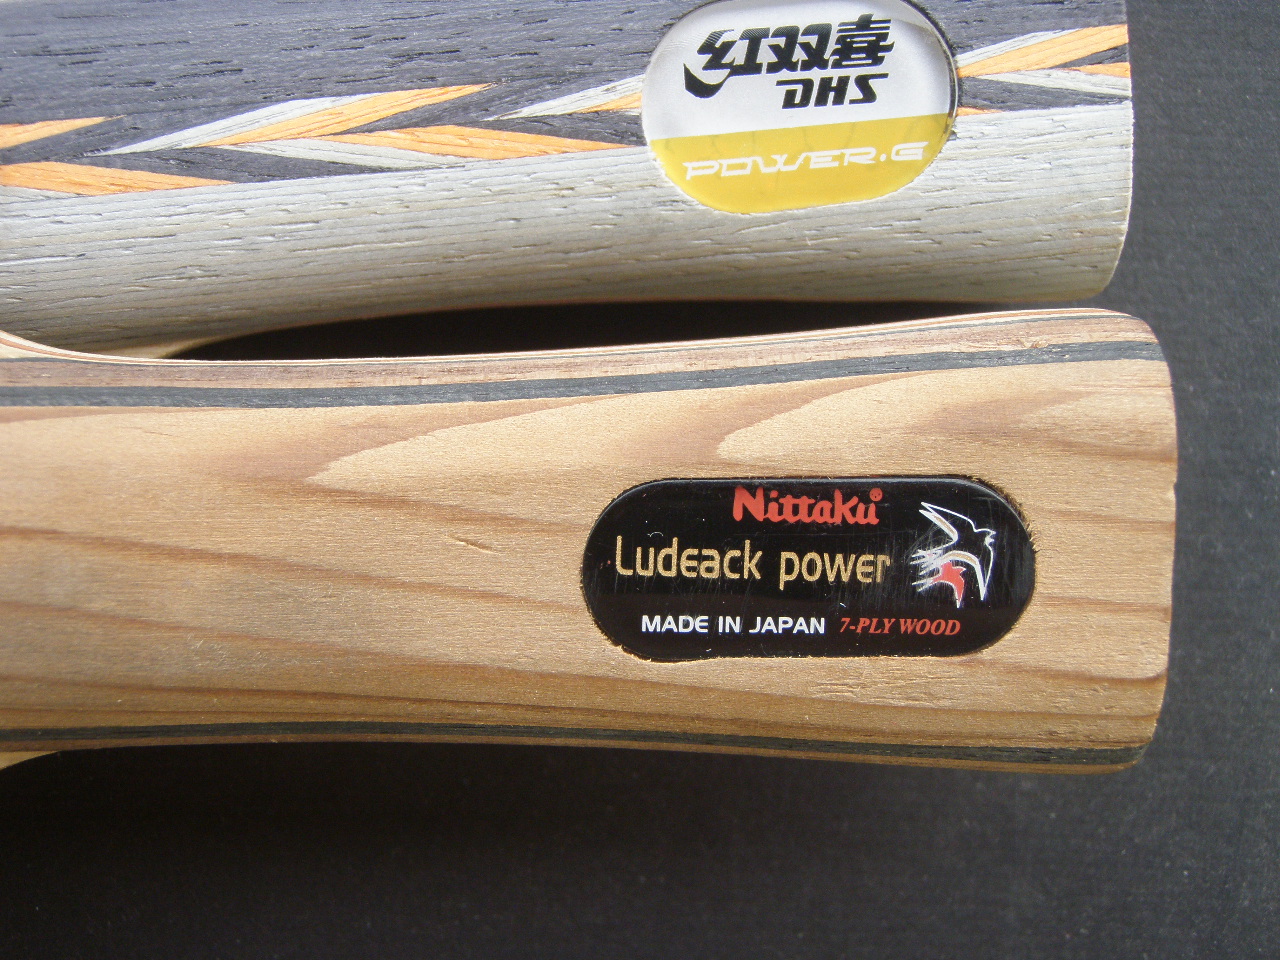 红双喜
DHS
POWER.G
Nittaku®
Ludeack power
MADE IN JAPAN 7-PLY WOOD